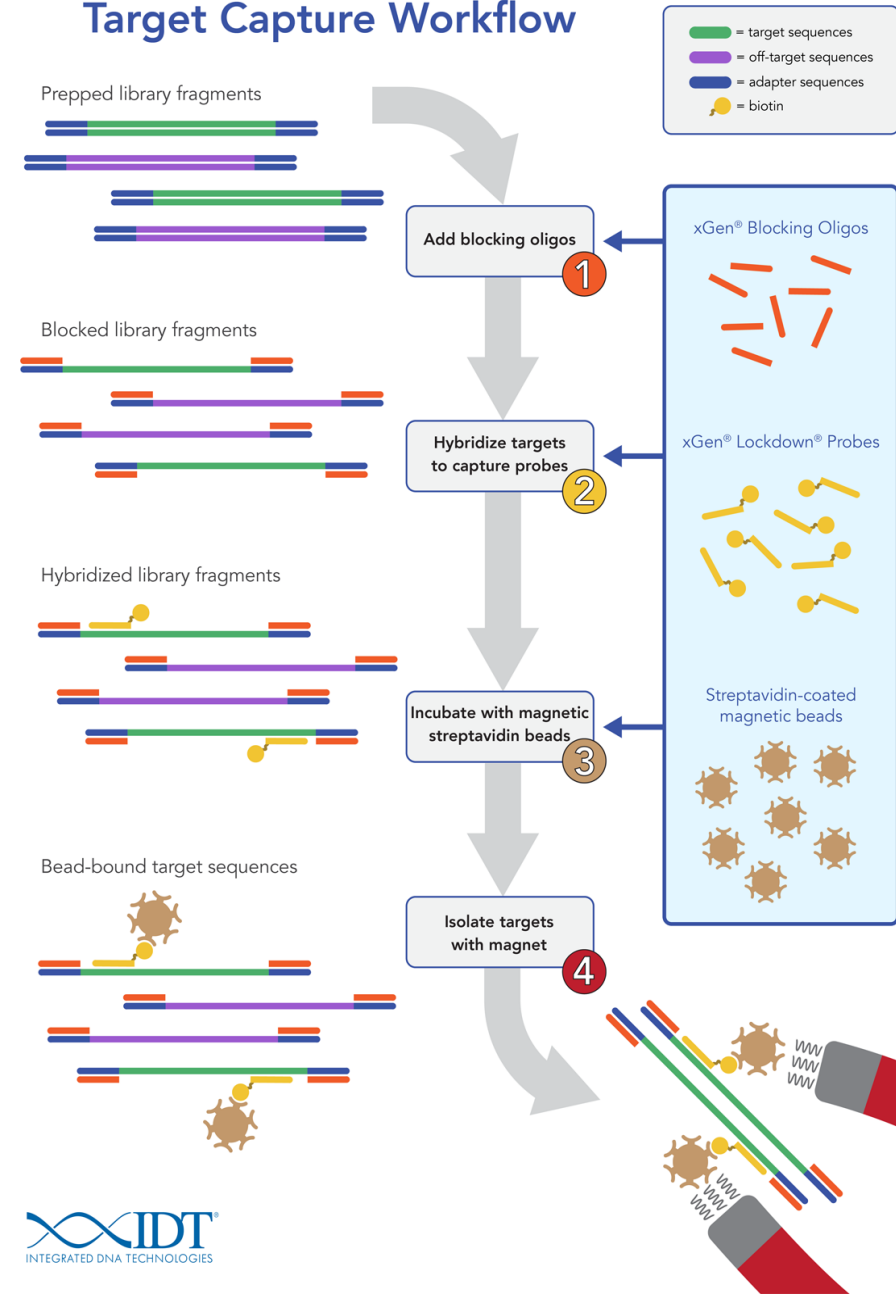 Target Capture Workflow
= target sequences
= off-target sequences
= adapter sequences
= biotin
Prepped library fragments
Add blocking oligos
1
xGen® Blocking Oligos
Blocked library fragments
Hybridize targets
to capture probes
2
xGen® Lockdown® Probes
Hybridized library fragments
Incubate with magnetic
streptavidin beads
3
Streptavidin-coated
magnetic beads
Bead-bound target sequences
Isolate targets
with magnet
4
IDT®
INTEGRATED DNA TECHNOLOGIES